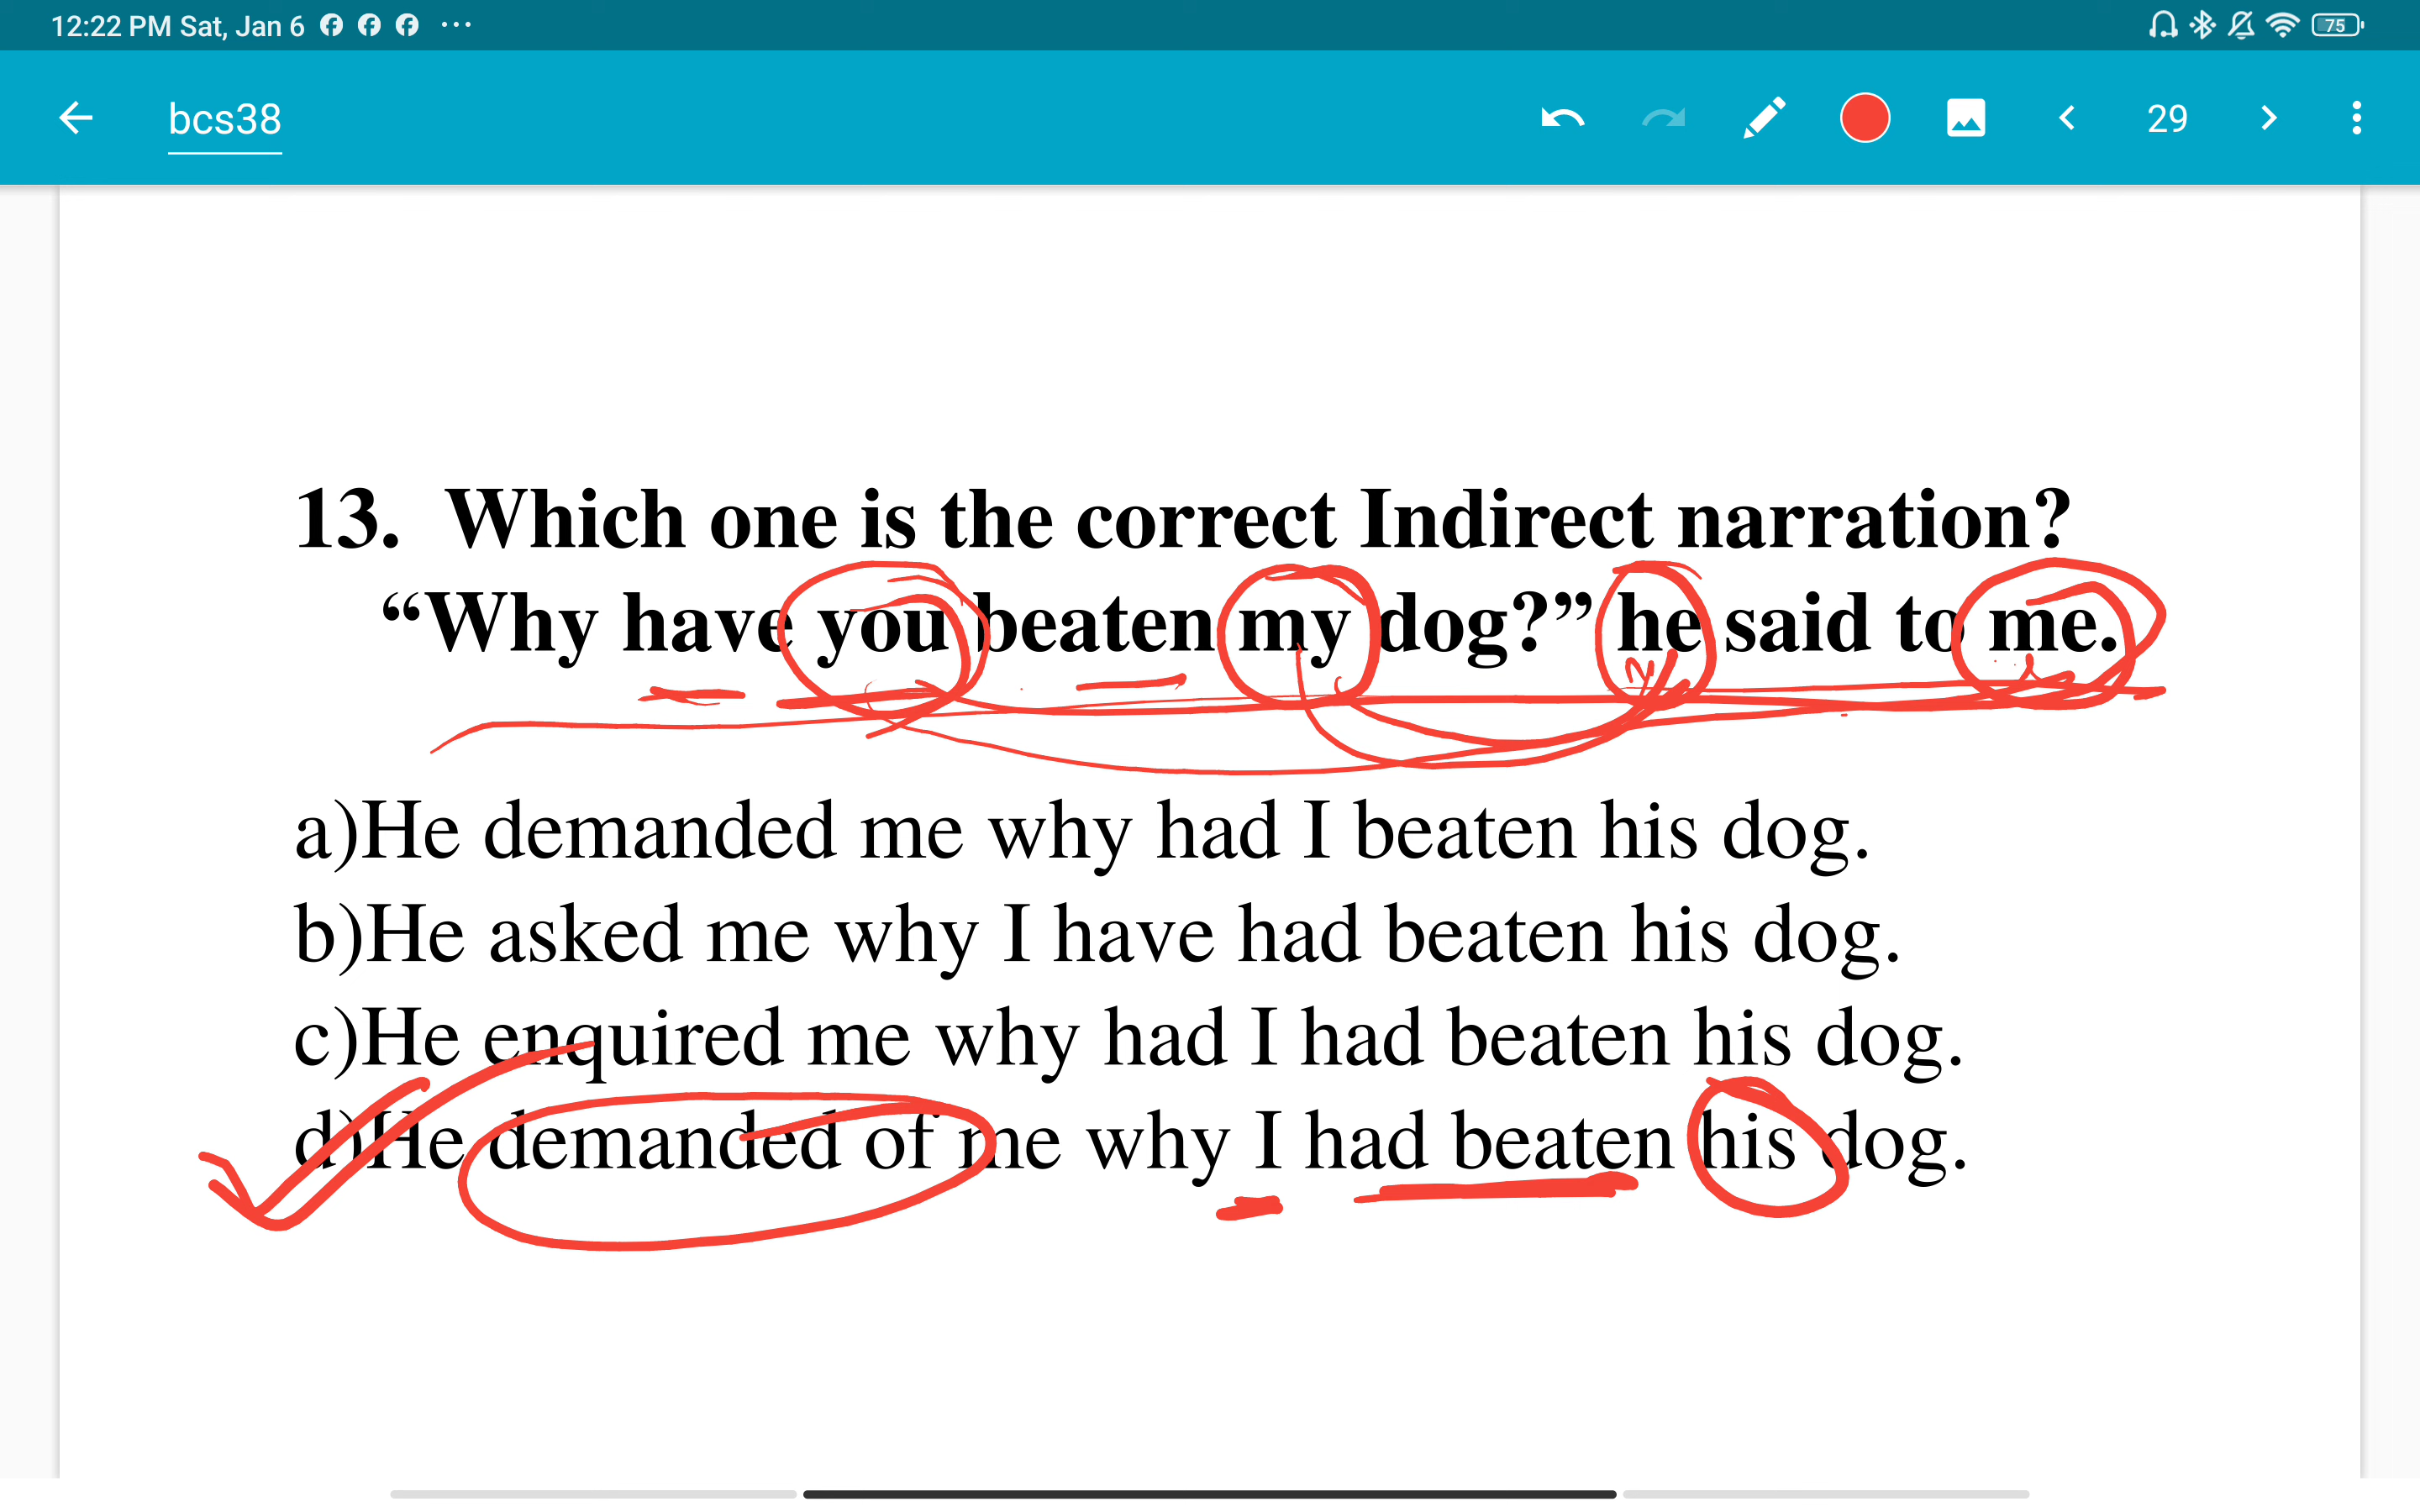 12:22 PM Sat, Jan 6 ...
75
bcs38
29
13. Which one is the correct Indirect narration?
“Why have you beaten my dog?” he said to me.
a)He demanded me why had I beaten his dog.
b)He asked me why I have had beaten his dog.
c)He enquired me why had I had beaten his dog.
d)He demanded of me why I had beaten his dog.